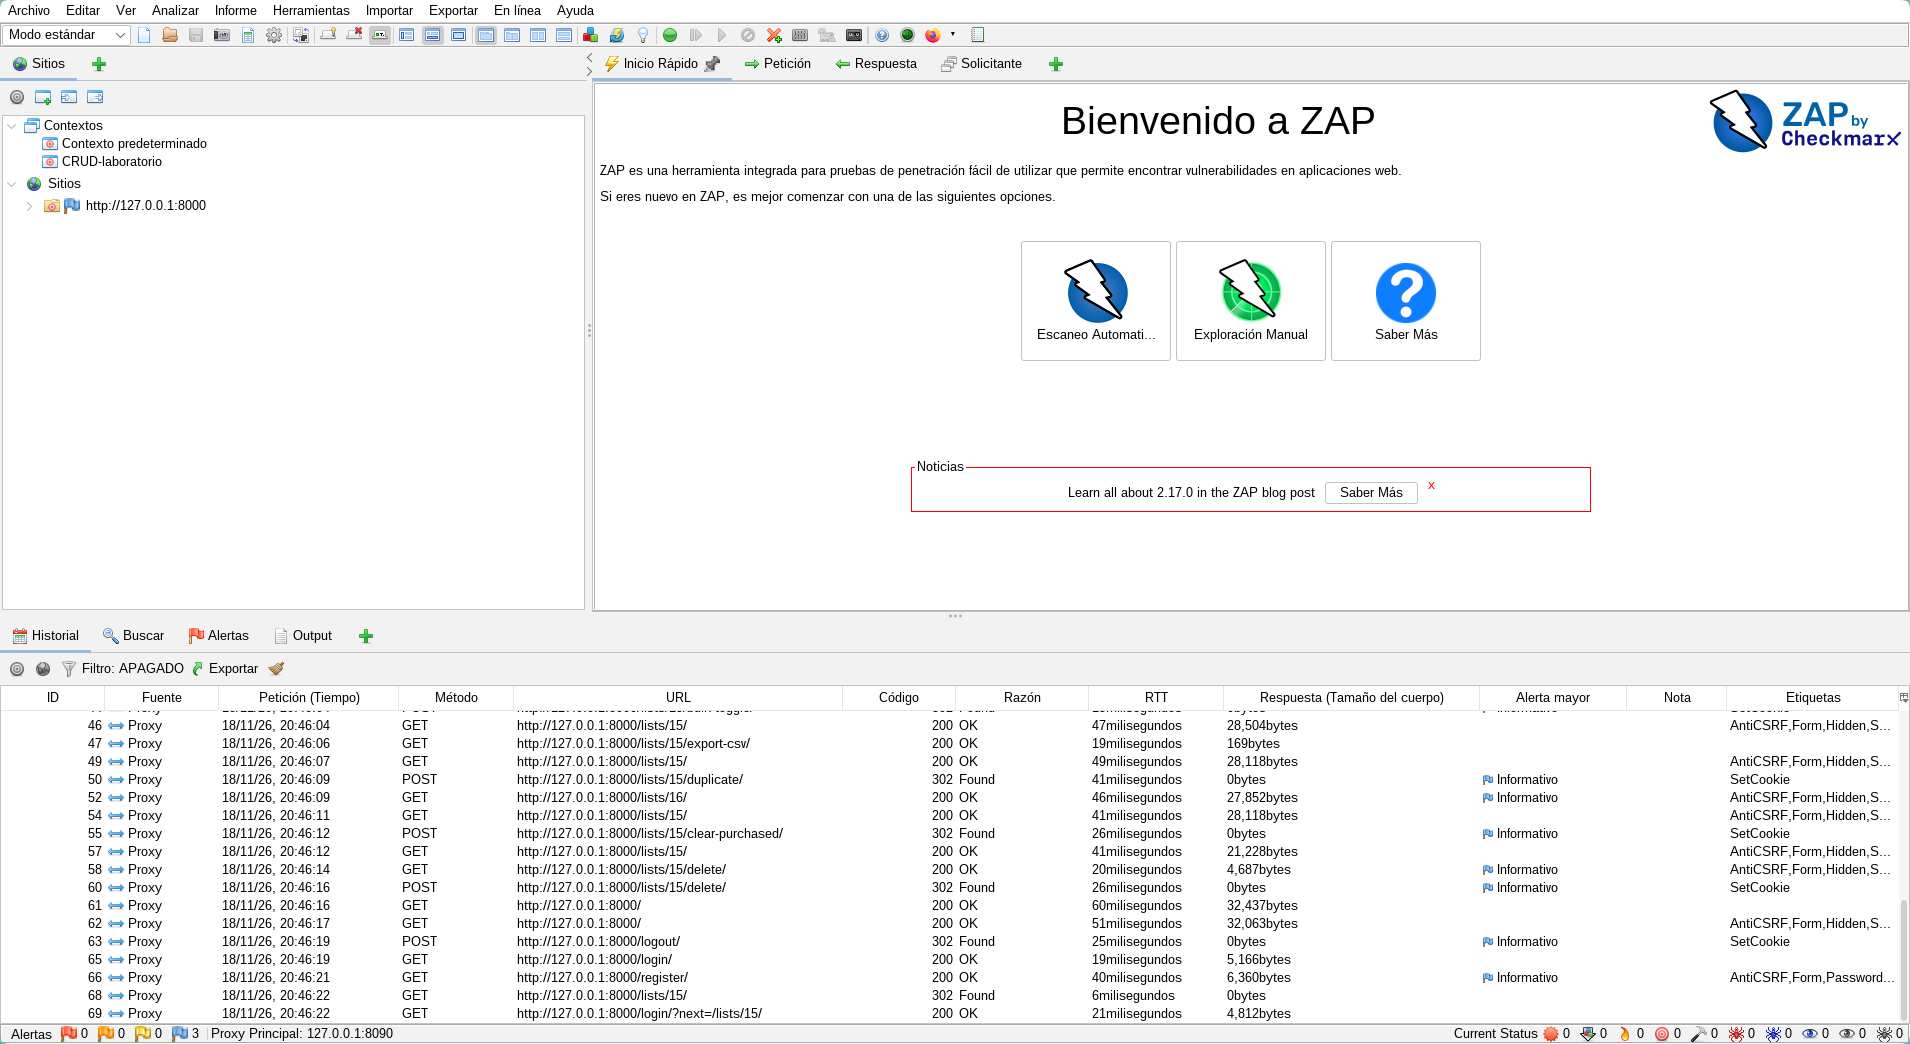 Archivo Editar Ver Analizar Informe Herramientas Importar Exportar En línea Ayuda
Modo estándar
Sitios
Inicio Rápido Petición Respuesta Solicitante
Contextos
Contexto predeterminado
CRUD-laboratorio
Sitios
http://127.0.0.1:8000
Bienvenido a ZAP
ZAP by
Checkmarx
ZAP es una herramienta integrada para pruebas de penetración fácil de utilizar que permite encontrar vulnerabilidades en aplicaciones web.
Si eres nuevo en ZAP, es mejor comenzar con una de las siguientes opciones.
Escaneo Automati... Exploración Manual Saber Más
Noticias
Learn all about 2.17.0 in the ZAP blog post Saber Más x
Historial Buscar Alertas Output
Filtro: APAGADO Exportar
ID Fuente Petición (Tiempo) Método URL Código Razón RTT Respuesta (Tamaño del cuerpo) Alerta mayor Nota Etiquetas
46 Proxy 18/11/26, 20:46:04 GET http://127.0.0.1:8000/lists/15/ 200 OK 47milisegundos 28,504bytes AntiCSRF,Form,Hidden,S...
47 Proxy 18/11/26, 20:46:06 GET http://127.0.0.1:8000/lists/15/export-csv/ 200 OK 19milisegundos 169bytes
49 Proxy 18/11/26, 20:46:07 GET http://127.0.0.1:8000/lists/15/ 200 OK 49milisegundos 28,118bytes AntiCSRF,Form,Hidden,S...
50 Proxy 18/11/26, 20:46:09 POST http://127.0.0.1:8000/lists/15/duplicate/ 302 Found 41milisegundos 0bytes Informativo SetCookie
52 Proxy 18/11/26, 20:46:09 GET http://127.0.0.1:8000/lists/16/ 200 OK 46milisegundos 27,852bytes Informativo AntiCSRF,Form,Hidden,S...
54 Proxy 18/11/26, 20:46:11 GET http://127.0.0.1:8000/lists/15/ 200 OK 41milisegundos 28,118bytes AntiCSRF,Form,Hidden,S...
55 Proxy 18/11/26, 20:46:12 POST http://127.0.0.1:8000/lists/15/clear-purchased/ 302 Found 26milisegundos 0bytes Informativo SetCookie
57 Proxy 18/11/26, 20:46:12 GET http://127.0.0.1:8000/lists/15/ 200 OK 41milisegundos 21,228bytes AntiCSRF,Form,Hidden,S...
58 Proxy 18/11/26, 20:46:14 GET http://127.0.0.1:8000/lists/15/delete/ 200 OK 20milisegundos 4,687bytes Informativo AntiCSRF,Form,Hidden,S...
60 Proxy 18/11/26, 20:46:16 POST http://127.0.0.1:8000/lists/15/delete/ 302 Found 26milisegundos 0bytes Informativo SetCookie
61 Proxy 18/11/26, 20:46:16 GET http://127.0.0.1:8000/ 200 OK 60milisegundos 32,437bytes
62 Proxy 18/11/26, 20:46:17 GET http://127.0.0.1:8000/ 200 OK 51milisegundos 32,063bytes AntiCSRF,Form,Hidden,S...
63 Proxy 18/11/26, 20:46:19 POST http://127.0.0.1:8000/logout/ 302 Found 25milisegundos 0bytes Informativo SetCookie
65 Proxy 18/11/26, 20:46:19 GET http://127.0.0.1:8000/login/ 200 OK 19milisegundos 5,166bytes
66 Proxy 18/11/26, 20:46:21 GET http://127.0.0.1:8000/register/ 200 OK 40milisegundos 6,360bytes Informativo AntiCSRF,Form,Password...
68 Proxy 18/11/26, 20:46:22 GET http://127.0.0.1:8000/lists/15/ 302 Found 6milisegundos 0bytes
69 Proxy 18/11/26, 20:46:22 GET http://127.0.0.1:8000/login/?next=/lists/15/ 200 OK 21milisegundos 4,812bytes
Alertas 0 0 0 3 Proxy Principal: 127.0.0.1:8090 Current Status 0 0 0 0 0 0 0 0 0 0